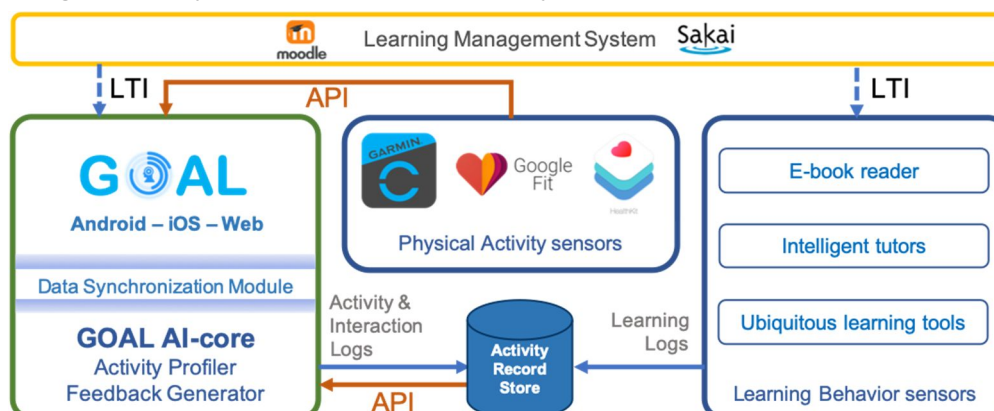 moodle
Learning Management System
Sakai
LTI
API
LTI
GOAL
Android – iOS – Web
Data Synchronization Module
GOAL AI-core
Activity Profiler
Feedback Generator
GARMIN
Google
Fit
HealthKit
Physical Activity sensors
Activity &
Interaction
Logs
Activity
Record
Store
API
Learning
Logs
E-book reader
Intelligent tutors
Ubiquitous learning tools
Learning Behavior sensors